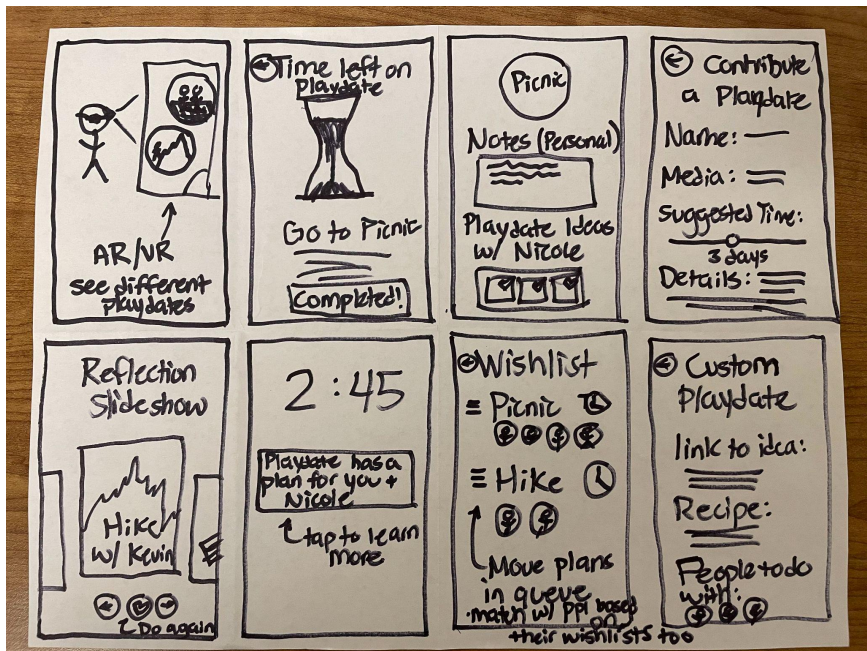 AR/VR
see different
playdates
Time left on
Playdate
Go to Picnic
Completed!
Picnic
Notes (Personal)
Playdate Ideas
w/ Nicole
Contribute
a Playdate
Name:
Media:
Suggested Time:
3 days
Details:
Reflection
Slideshow
Hike
w/ Kevin
Do again
2:45
Playdate has a
plan for you +
Nicole
tap to learn
more
Wishlist
Picnic
Hike
Move plans
in queue
• match w/ ppl based
on
their wishlists too
Custom
Playdate
link to idea:
Recipe:
People to do
with: